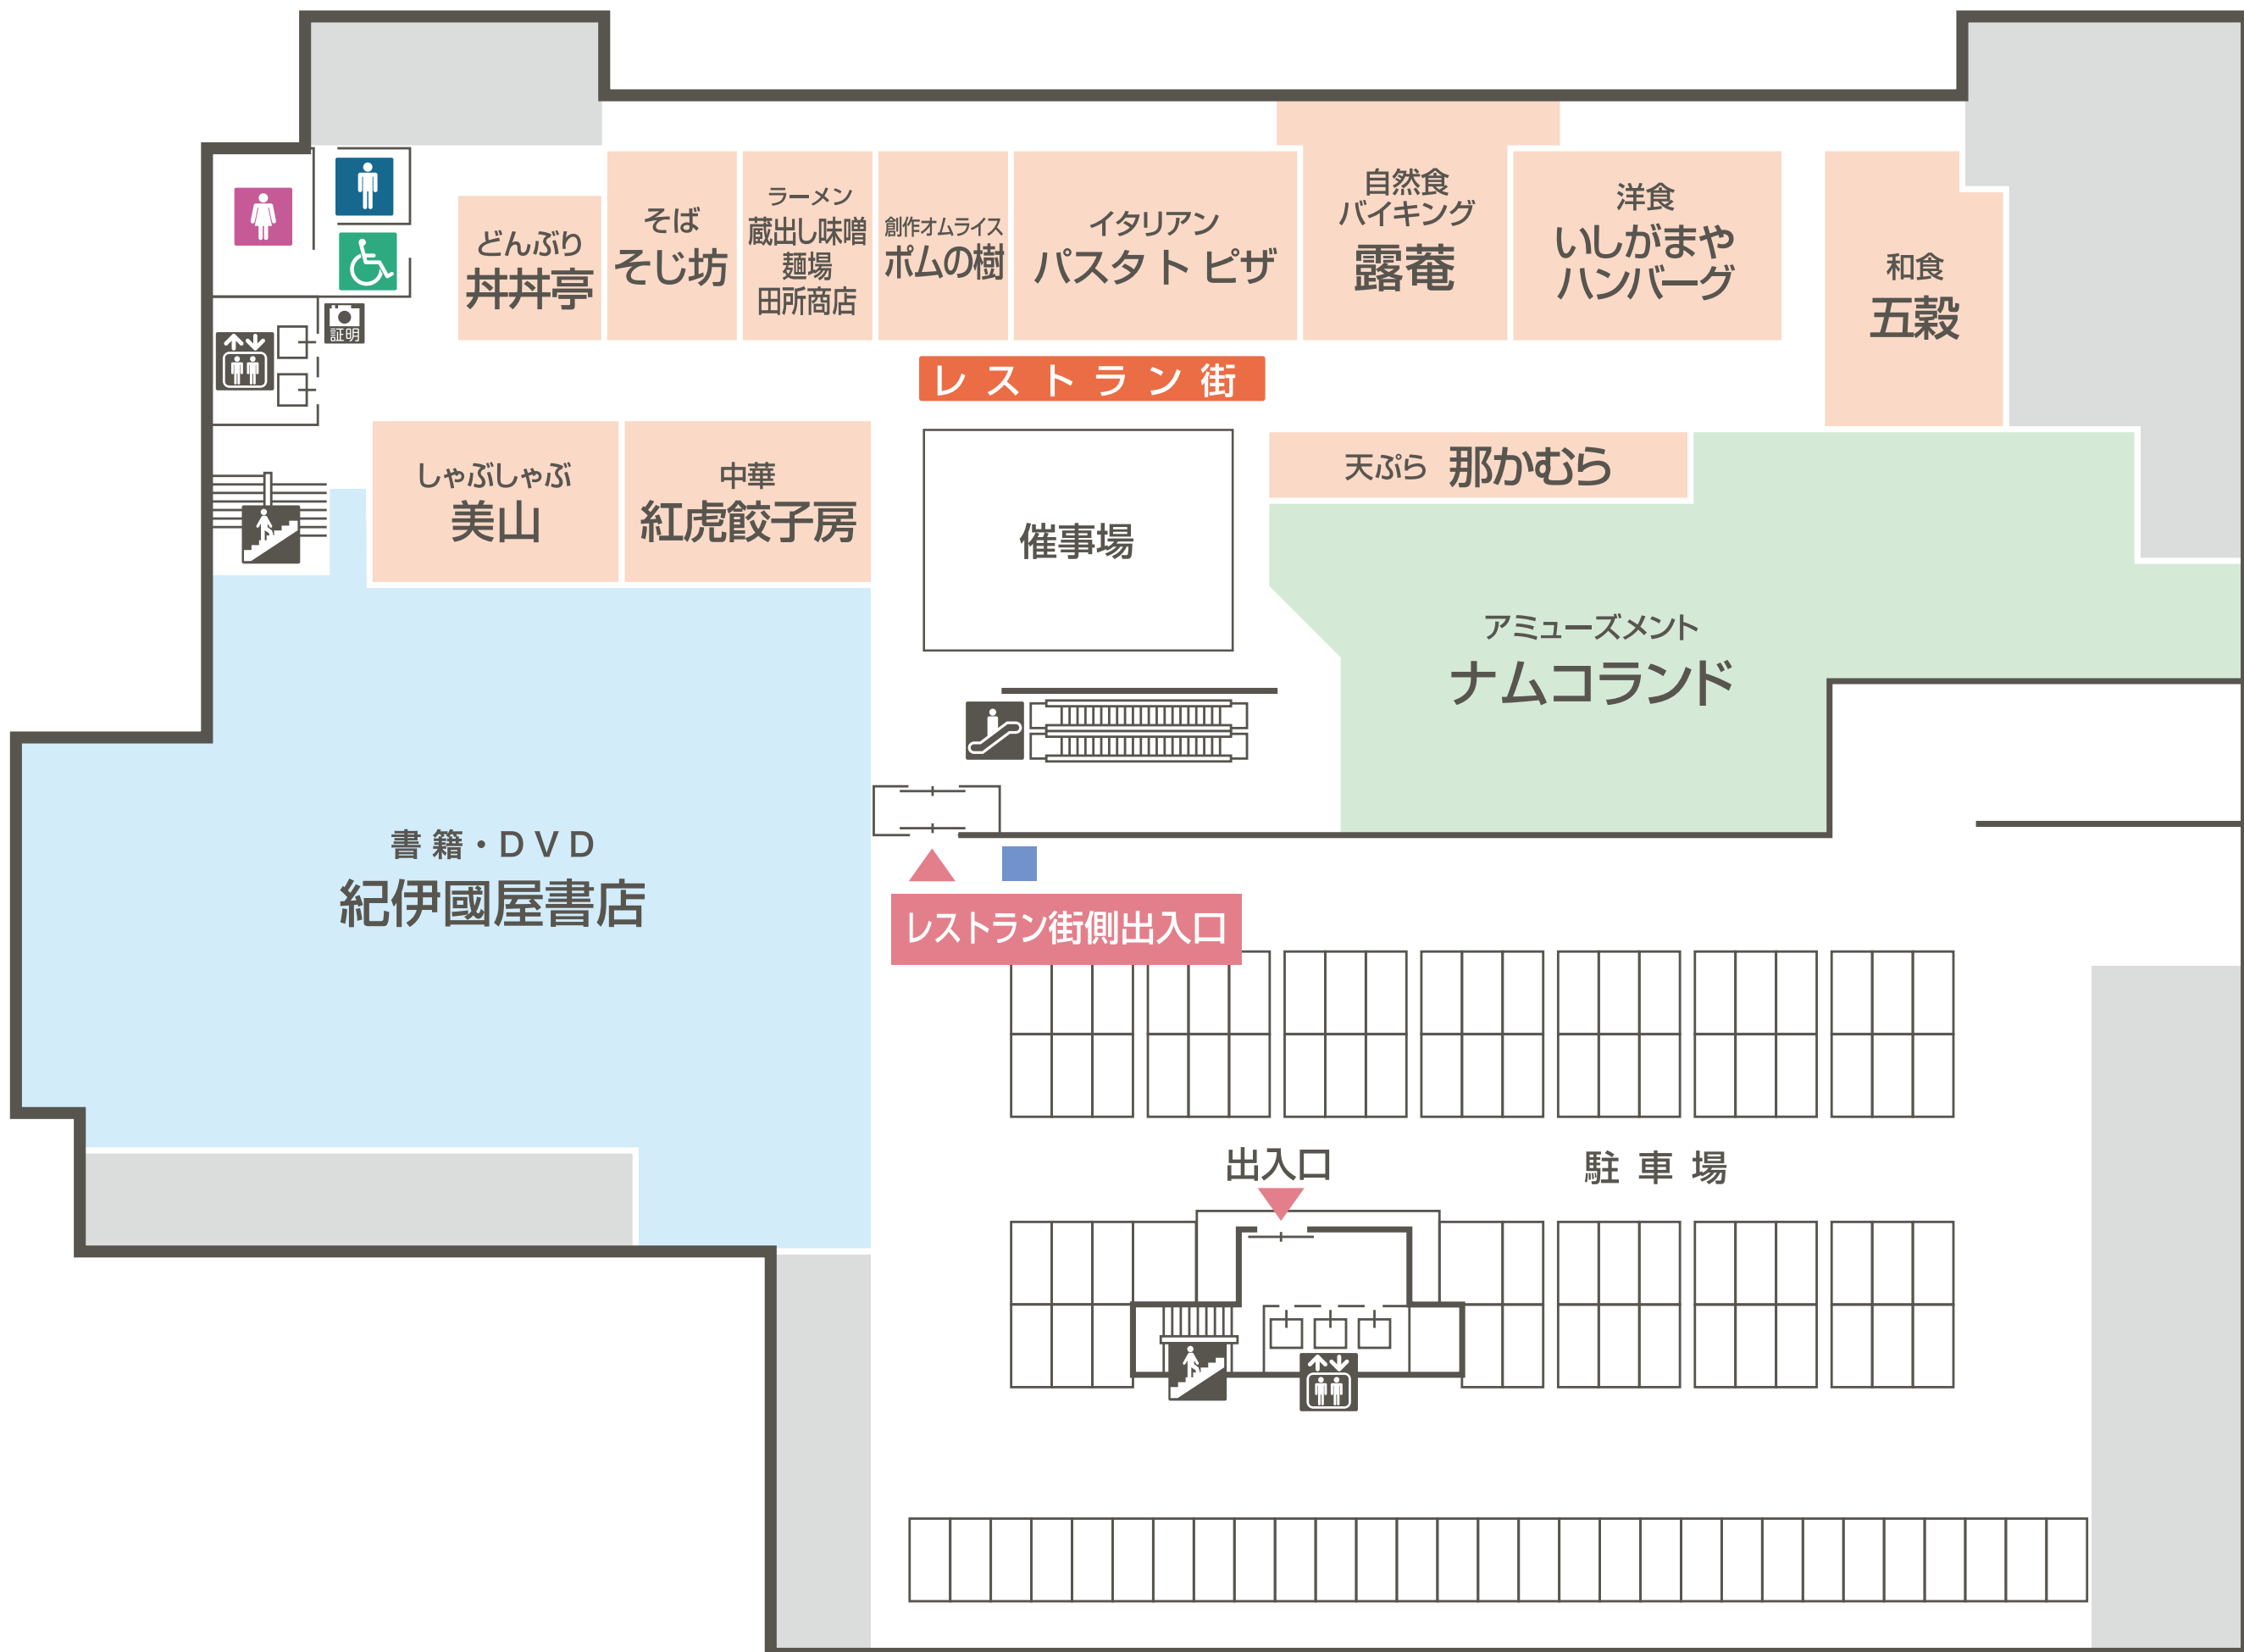 どんぶり
丼丼亭
そば
そじ坊
ラーメン
蔵出し味噌
麺場
田所商店
創作オムライス
ポムの樹
イタリアン
パスタ ト ピザ
自然食
バイキング
露菴
洋食
いしがまや
ハンバーグ
和食
五穀
証明
レストラン街
しゃぶしゃぶ
美山
中華
紅虎餃子房
催事場
天ぷら 那かむら
アミューズメント
ナムコランド
書籍・DVD
紀伊國屋書店
レストラン街側出入口
出入口
駐車場